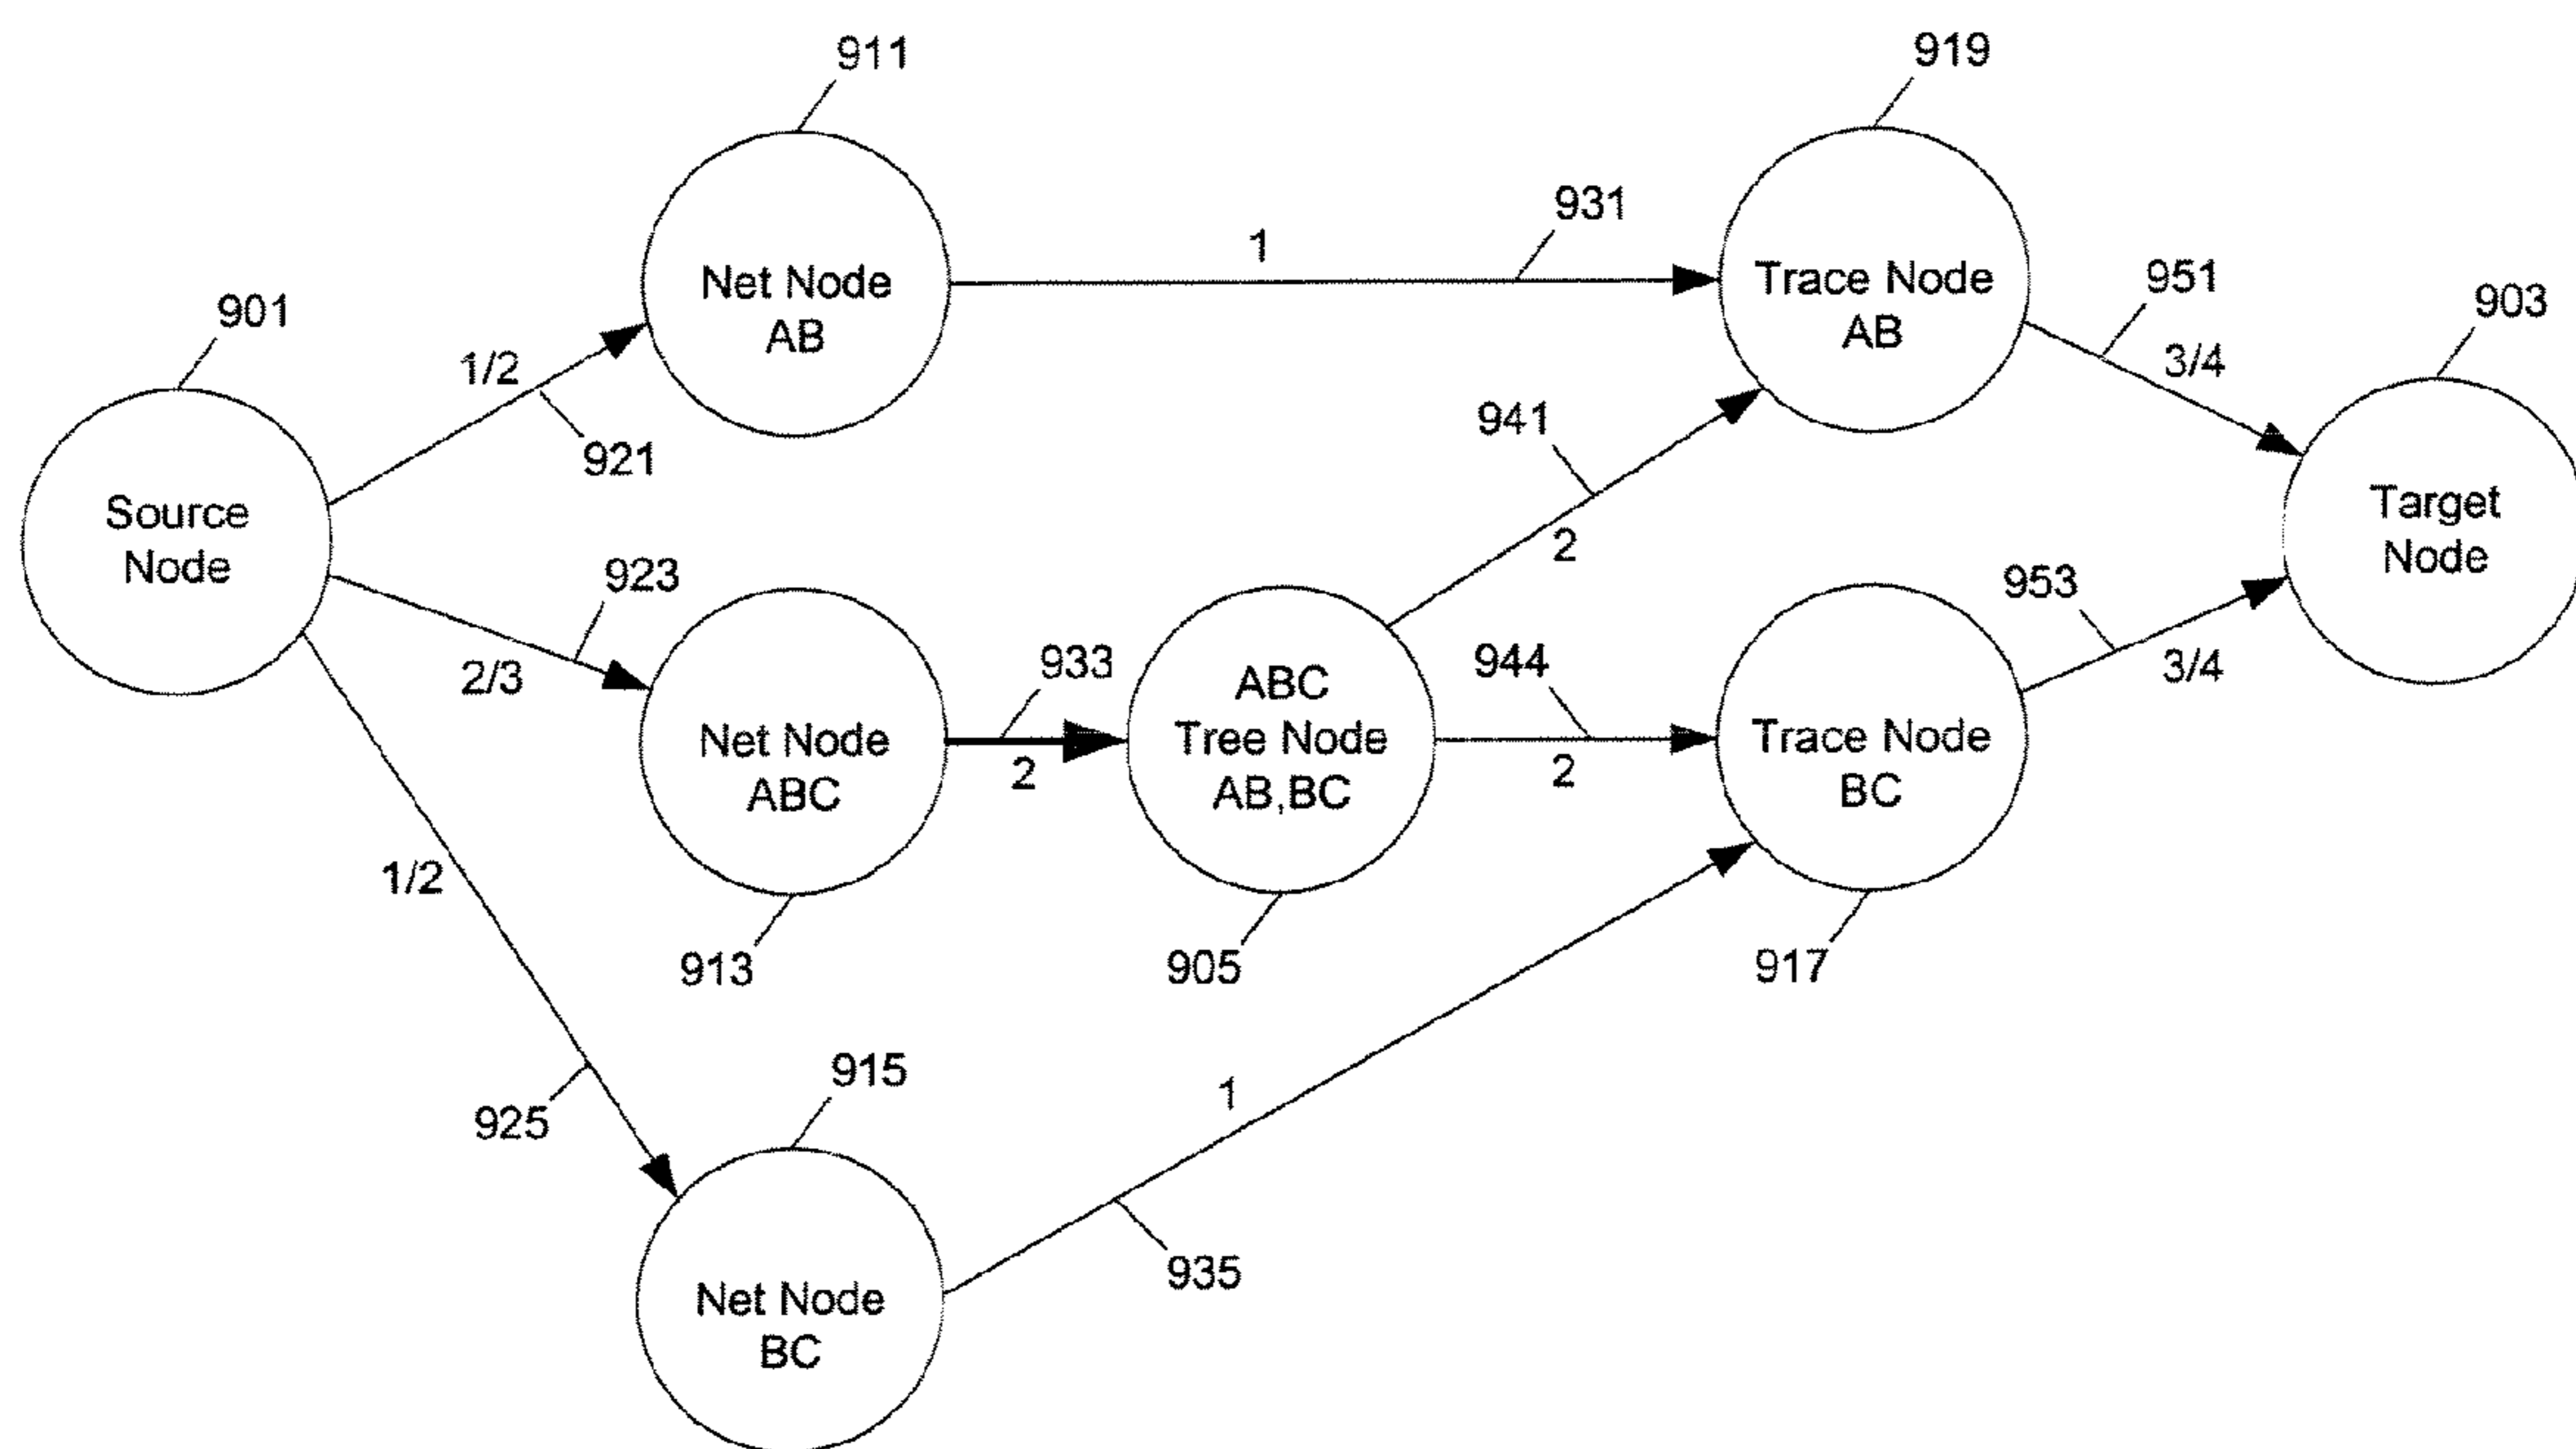 911
919
931
1
Net Node
AB
Trace Node
AB
951
3/4
903
901
1/2
921
941
2
Source
Node
Target
Node
923
2/3
933
2
944
2
953
3/4
Net Node
ABC
ABC
Tree Node
AB,BC
Trace Node
BC
1/2
913
905
917
925
915
1
935
Net Node
BC